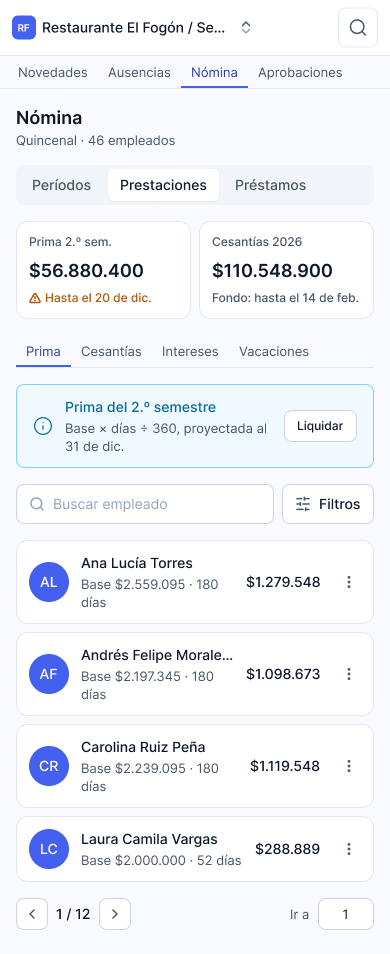 RF Restaurante El Fogón / Se...
Novedades Ausencias Nómina Aprobaciones
Nómina
Quincenal · 46 empleados
Períodos Prestaciones Préstamos
Prima 2.º sem.
$56.880.400
Hasta el 20 de dic.
Cesantías 2026
$110.548.900
Fondo: hasta el 14 de feb.
Prima Cesantías Intereses Vacaciones
Prima del 2.º semestre
Base × días ÷ 360, proyectada al
31 de dic.
Liquidar
Buscar empleado
Filtros
AL
Ana Lucía Torres
Base $2.559.095 · 180
días
$1.279.548
AF
Andrés Felipe Morale...
Base $2.197.345 · 180
días
$1.098.673
CR
Carolina Ruiz Peña
Base $2.239.095 · 180
días
$1.119.548
LC
Laura Camila Vargas
Base $2.000.000 · 52 días
$288.889
1 / 12
Ir a 1